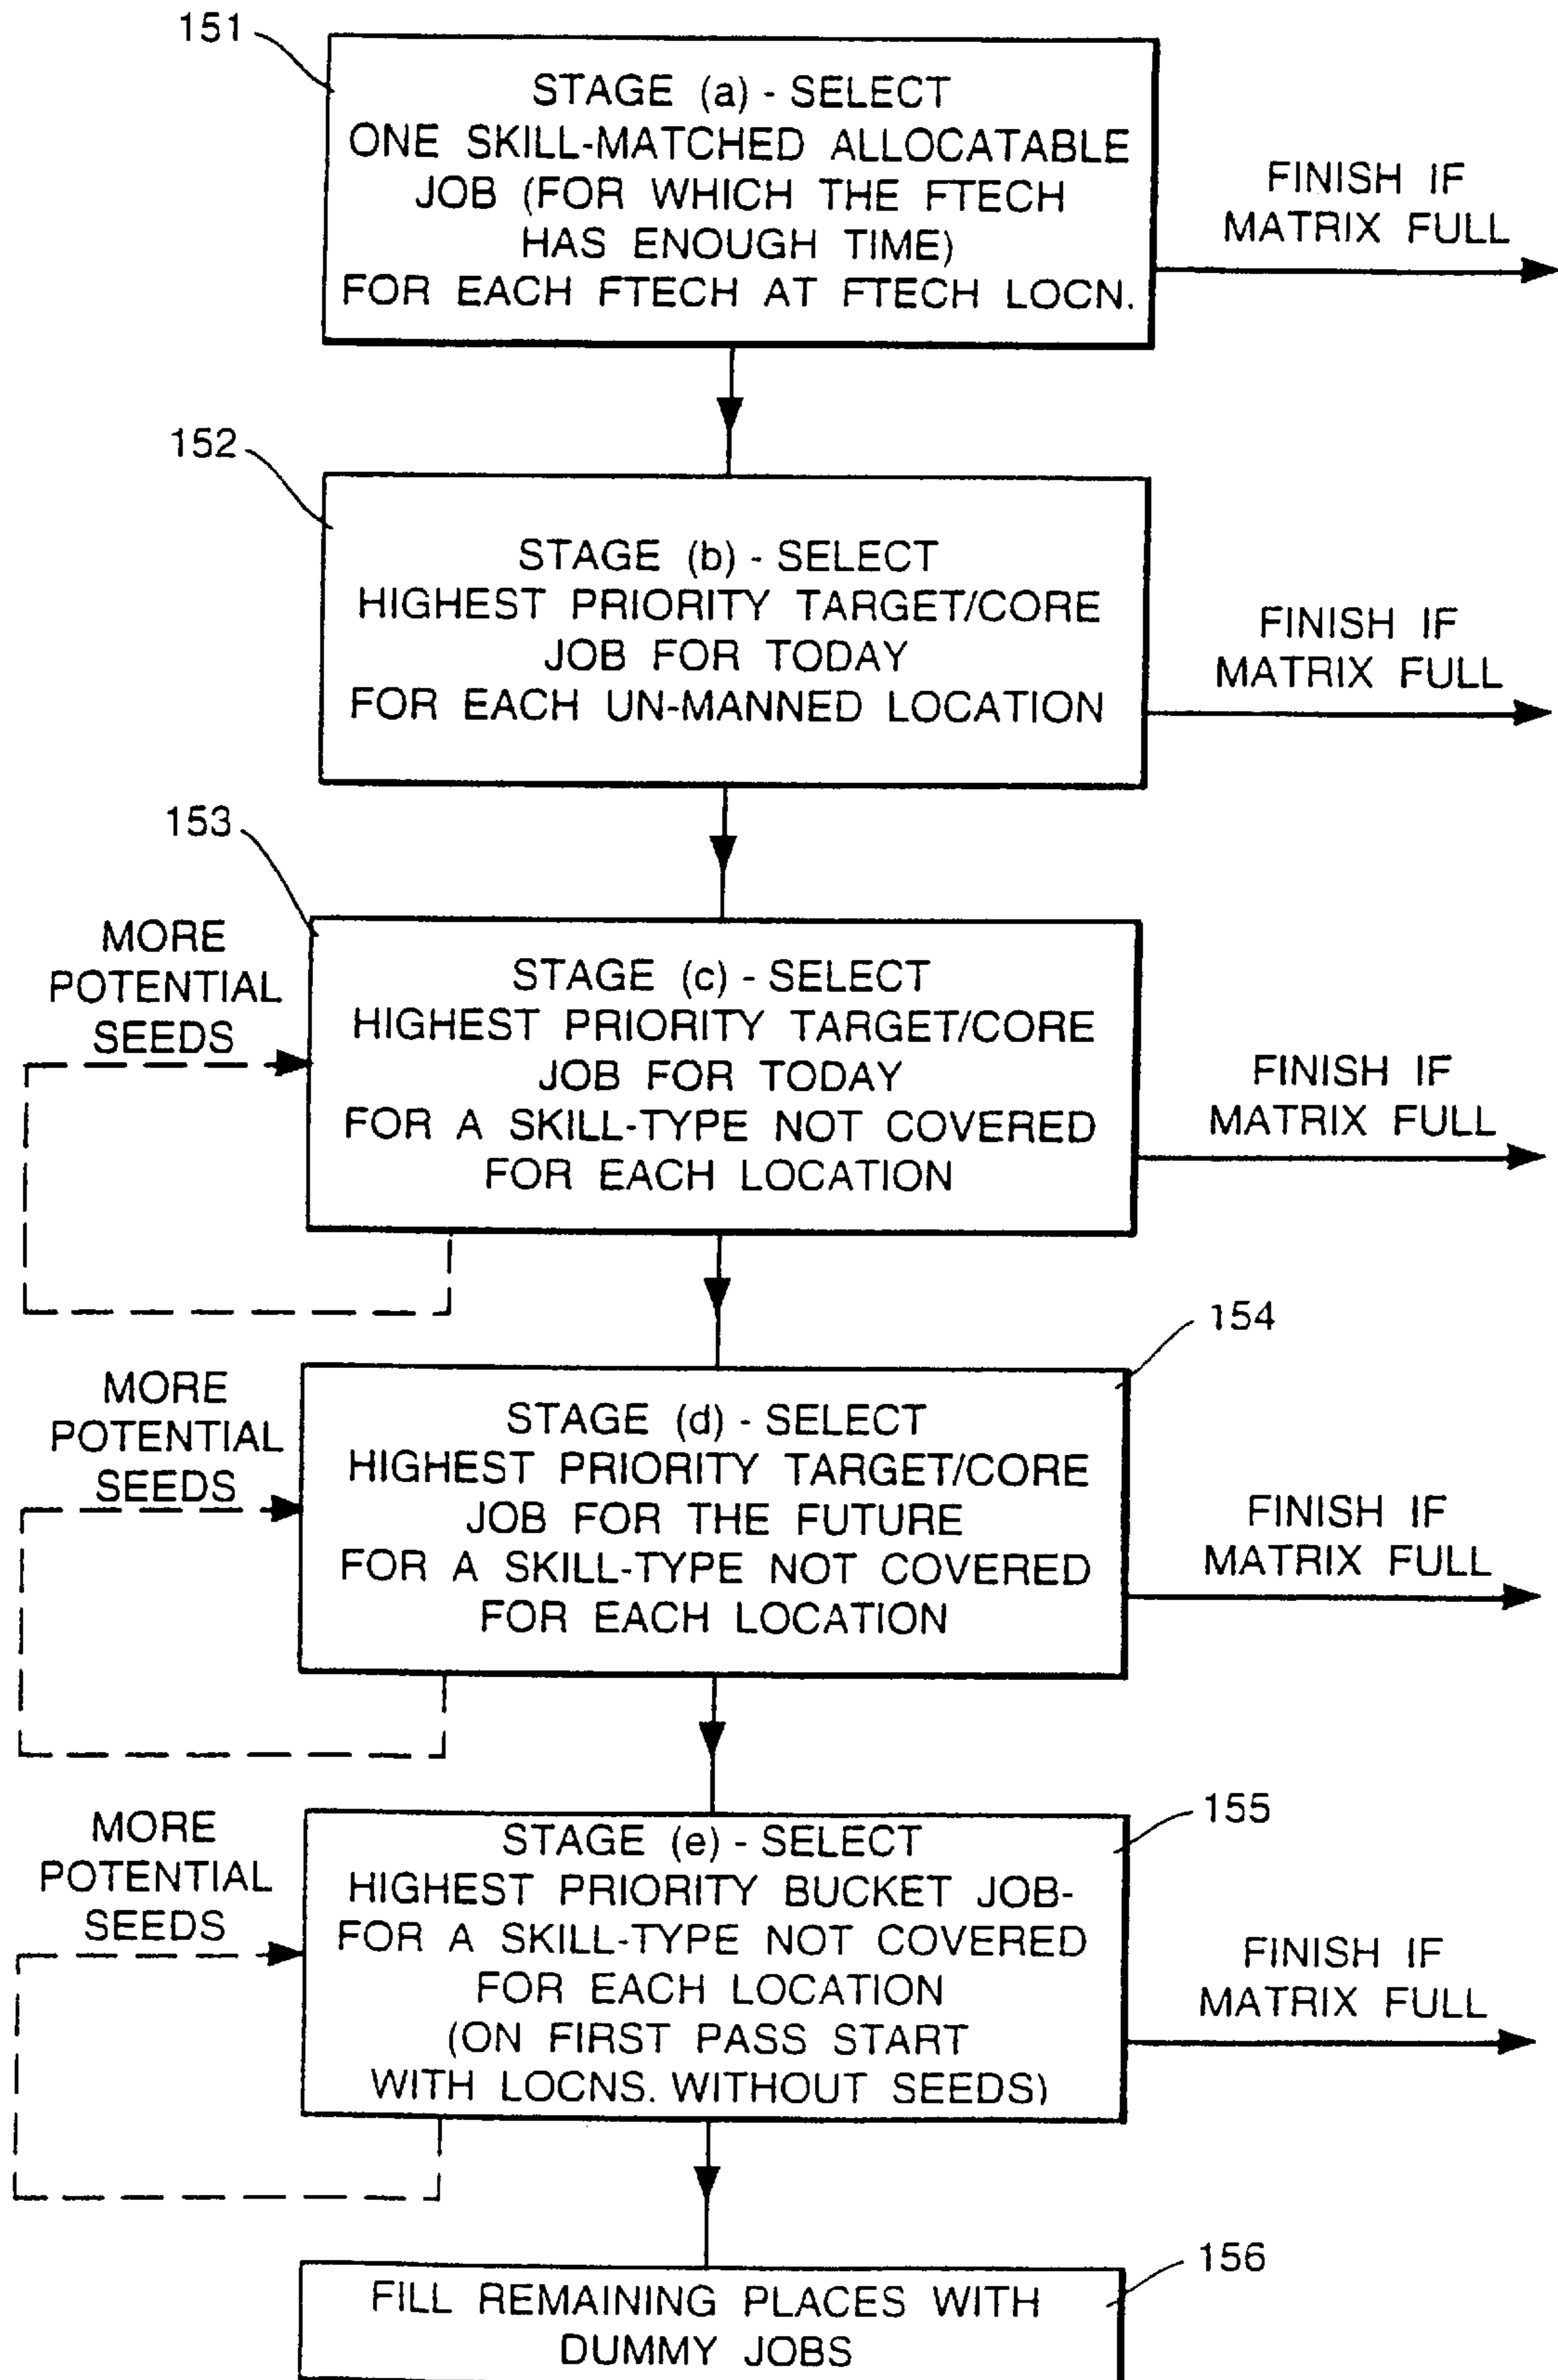 151
STAGE (a) - SELECT
ONE SKILL-MATCHED ALLOCATABLE
JOB (FOR WHICH THE FTECH
HAS ENOUGH TIME)
FOR EACH FTECH AT FTECH LOCN.
FINISH IF
MATRIX FULL
152
STAGE (b) - SELECT
HIGHEST PRIORITY TARGET/CORE
JOB FOR TODAY
FOR EACH UN-MANNED LOCATION
FINISH IF
MATRIX FULL
153
MORE
POTENTIAL
SEEDS
STAGE (c) - SELECT
HIGHEST PRIORITY TARGET/CORE
JOB FOR TODAY
FOR A SKILL-TYPE NOT COVERED
FOR EACH LOCATION
FINISH IF
MATRIX FULL
154
MORE
POTENTIAL
SEEDS
STAGE (d) - SELECT
HIGHEST PRIORITY TARGET/CORE
JOB FOR THE FUTURE
FOR A SKILL-TYPE NOT COVERED
FOR EACH LOCATION
FINISH IF
MATRIX FULL
155
MORE
POTENTIAL
SEEDS
STAGE (e) - SELECT
HIGHEST PRIORITY BUCKET JOB-
FOR A SKILL-TYPE NOT COVERED
FOR EACH LOCATION
(ON FIRST PASS START
WITH LOCNS. WITHOUT SEEDS)
FINISH IF
MATRIX FULL
156
FILL REMAINING PLACES WITH
DUMMY JOBS